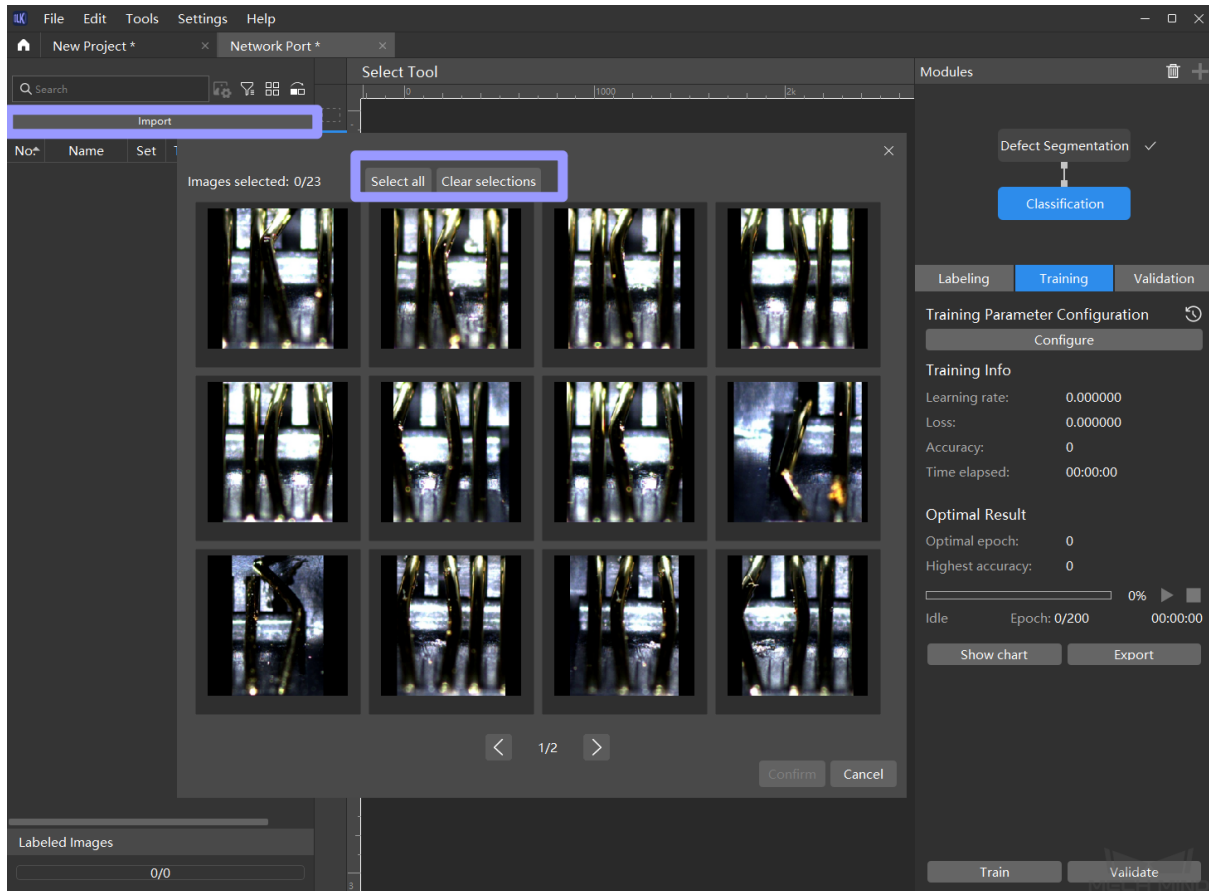 DLK File Edit Tools Settings Help
New Project * × Network Port * ×
Search
Import
No. Name Set
Select Tool
0 1000 2k
Images selected: 0/23 Select all Clear selections
1/2
Confirm Cancel
3
Labeled Images
0/0
Modules
Defect Segmentation
Classification
Labeling Training Validation
Training Parameter Configuration
Configure
Training Info
Learning rate: 0.000000
Loss: 0.000000
Accuracy: 0
Time elapsed: 00:00:00
Optimal Result
Optimal epoch: 0
Highest accuracy: 0
0%
Idle Epoch: 0/200 00:00:00
Show chart Export
Train Validate